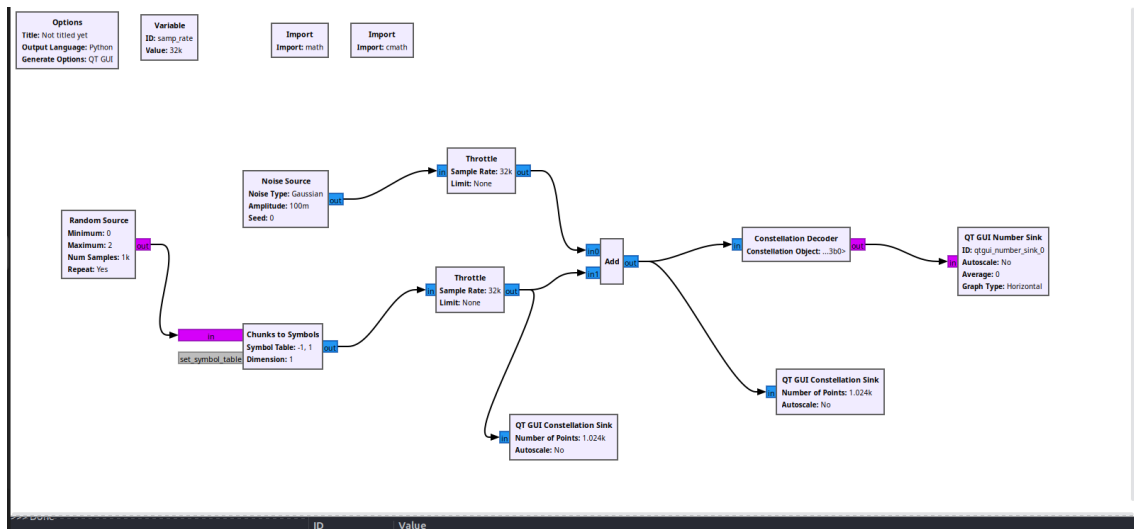 Options
Title: Not titled yet
Output Language: Python
Generate Options: QT GUI
Variable
ID: samp_rate
Value: 32k
Import
Import: math
Import
Import: cmath
Throttle
Sample Rate: 32k
Limit: None
in
out
Noise Source
Noise Type: Gaussian
Amplitude: 100m
Seed: 0
out
Random Source
Minimum: 0
Maximum: 2
Num Samples: 1k
Repeat: Yes
out
in0
in1
Add
out
Constellation Decoder
Constellation Object: ...3b0>
in
out
QT GUI Number Sink
ID: qtgui_number_sink_0
Autoscale: No
Average: 0
Graph Type: Horizontal
in
Throttle
Sample Rate: 32k
Limit: None
in
out
Chunks to Symbols
Symbol Table: -1, 1
Dimension: 1
in
set_symbol_table
out
QT GUI Constellation Sink
Number of Points: 1.024k
Autoscale: No
in
QT GUI Constellation Sink
Number of Points: 1.024k
Autoscale: No
in
>>> Done
ID
Value